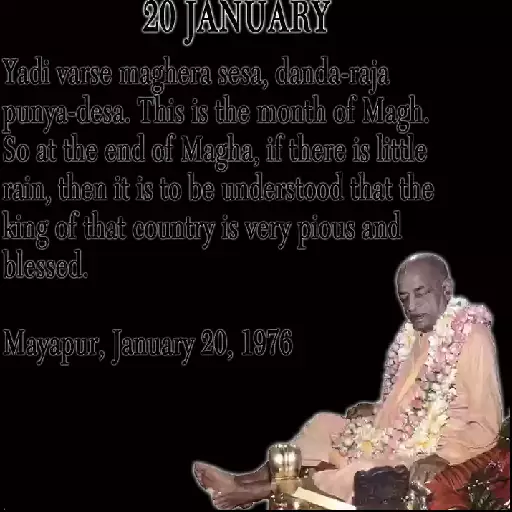 20 JANUARY
Yadi varse maghera sesa, danda-raja
punya-desa. This is the month of Magh.
So at the end of Magha, if there is little
rain, then it is to be understood that the
king of that country is very pious and
blessed.
Mayapur, January 20, 1976